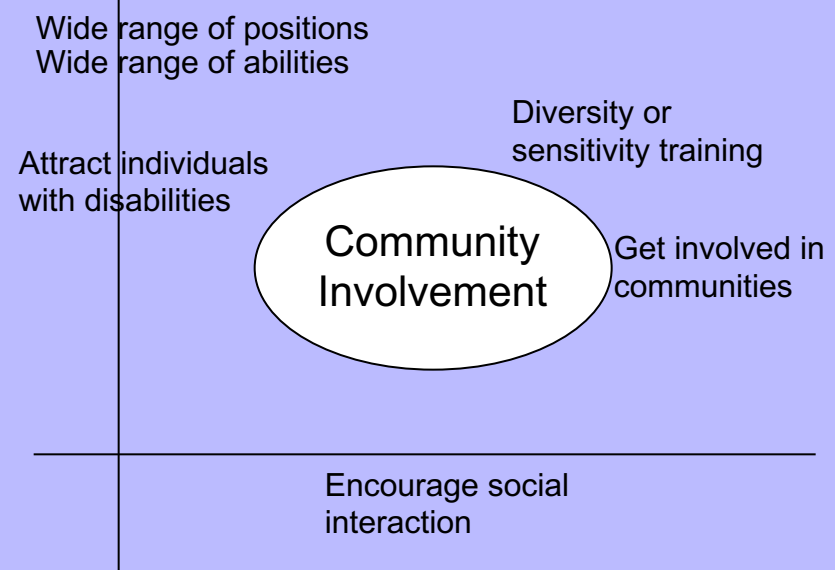 Wide range of positions
Wide range of abilities
Diversity or
sensitivity training
Attract individuals
with disabilities
Community
Involvement
Get involved in
communities
Encourage social
interaction